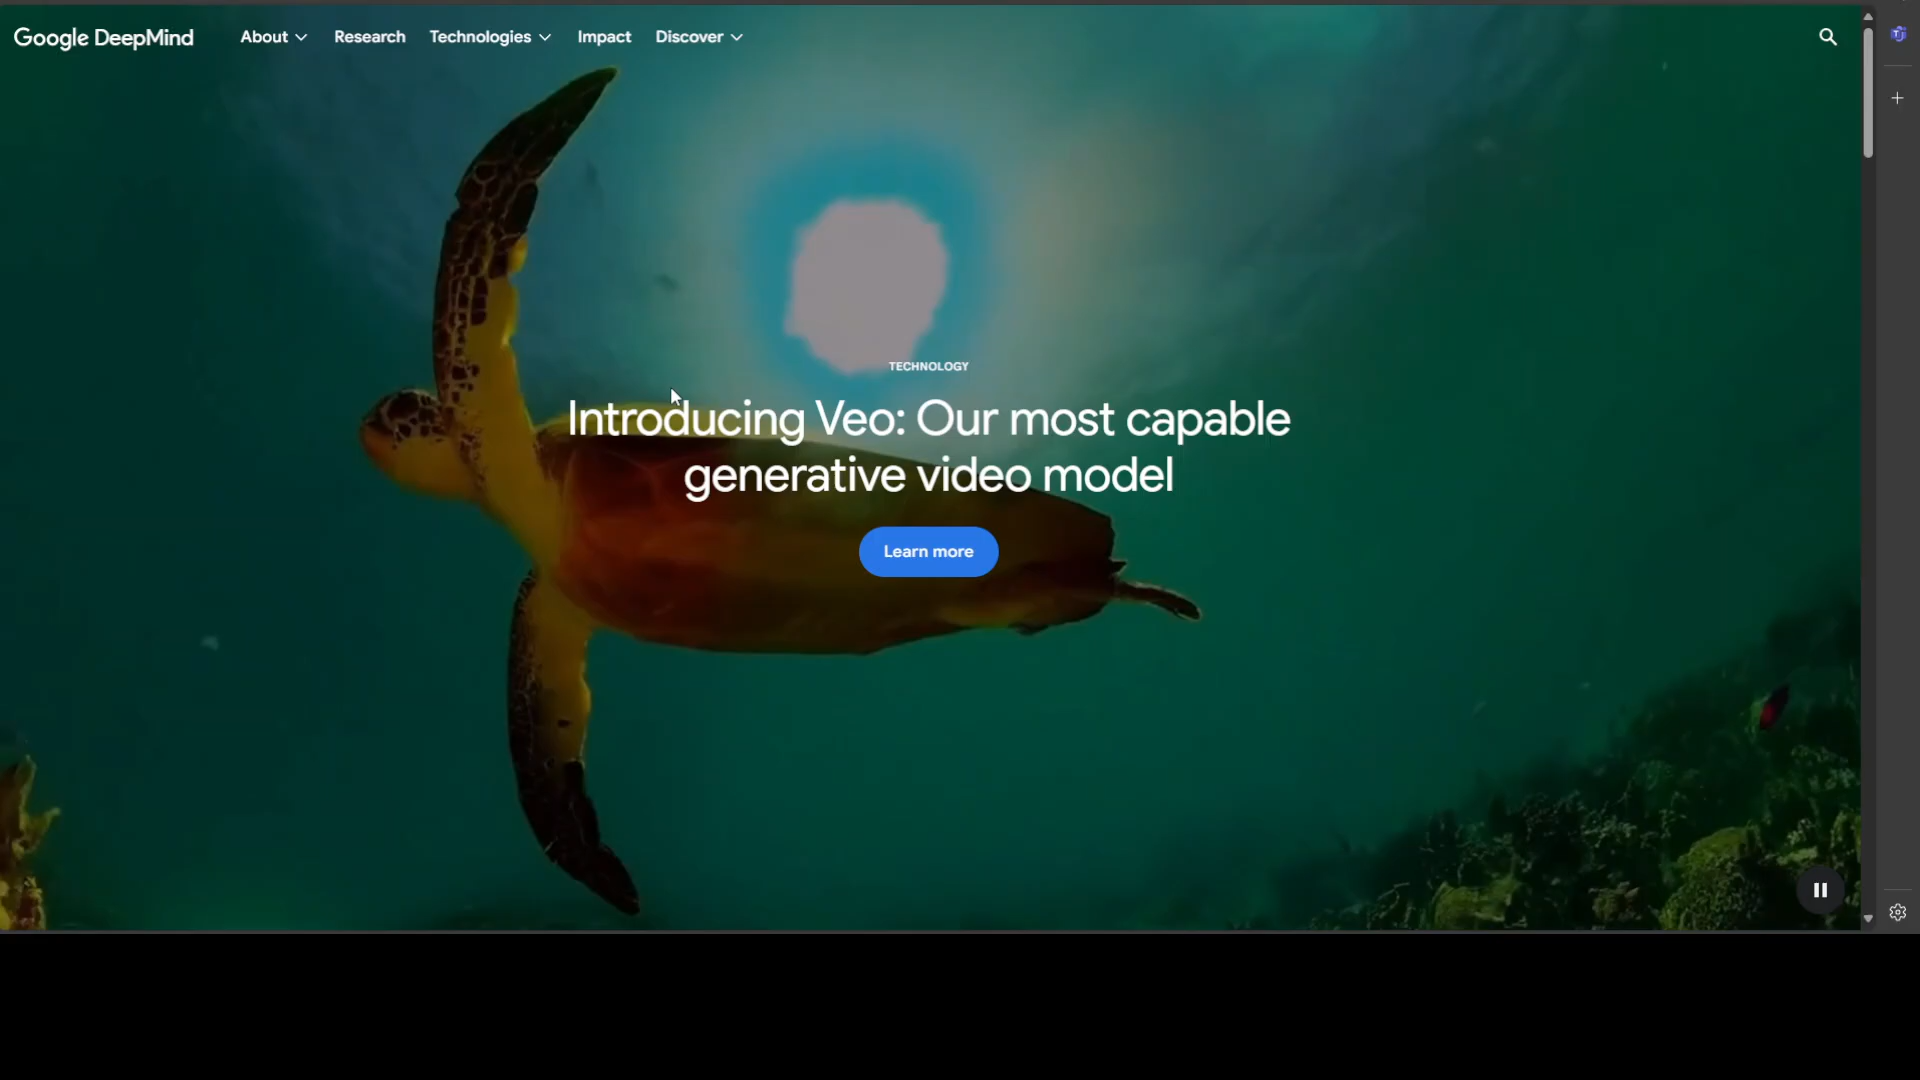 Google DeepMind
About
Research
Technologies
Impact
Discover
TECHNOLOGY
Introducing Veo: Our most capable
generative video model
Learn more